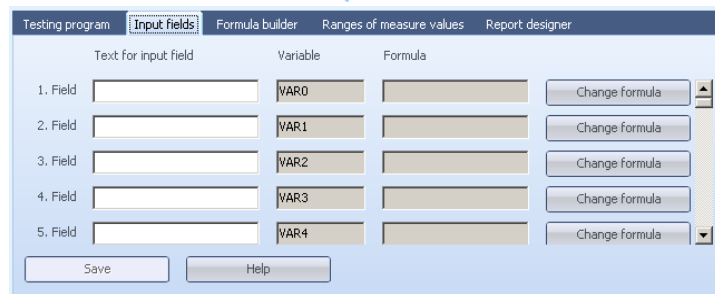 Testing program Input fields Formula builder Ranges of measure values Report designer
Text for input field Variable Formula
1. Field VAR0 Change formula
2. Field VAR1 Change formula
3. Field VAR2 Change formula
4. Field VAR3 Change formula
5. Field VAR4 Change formula
Save Help